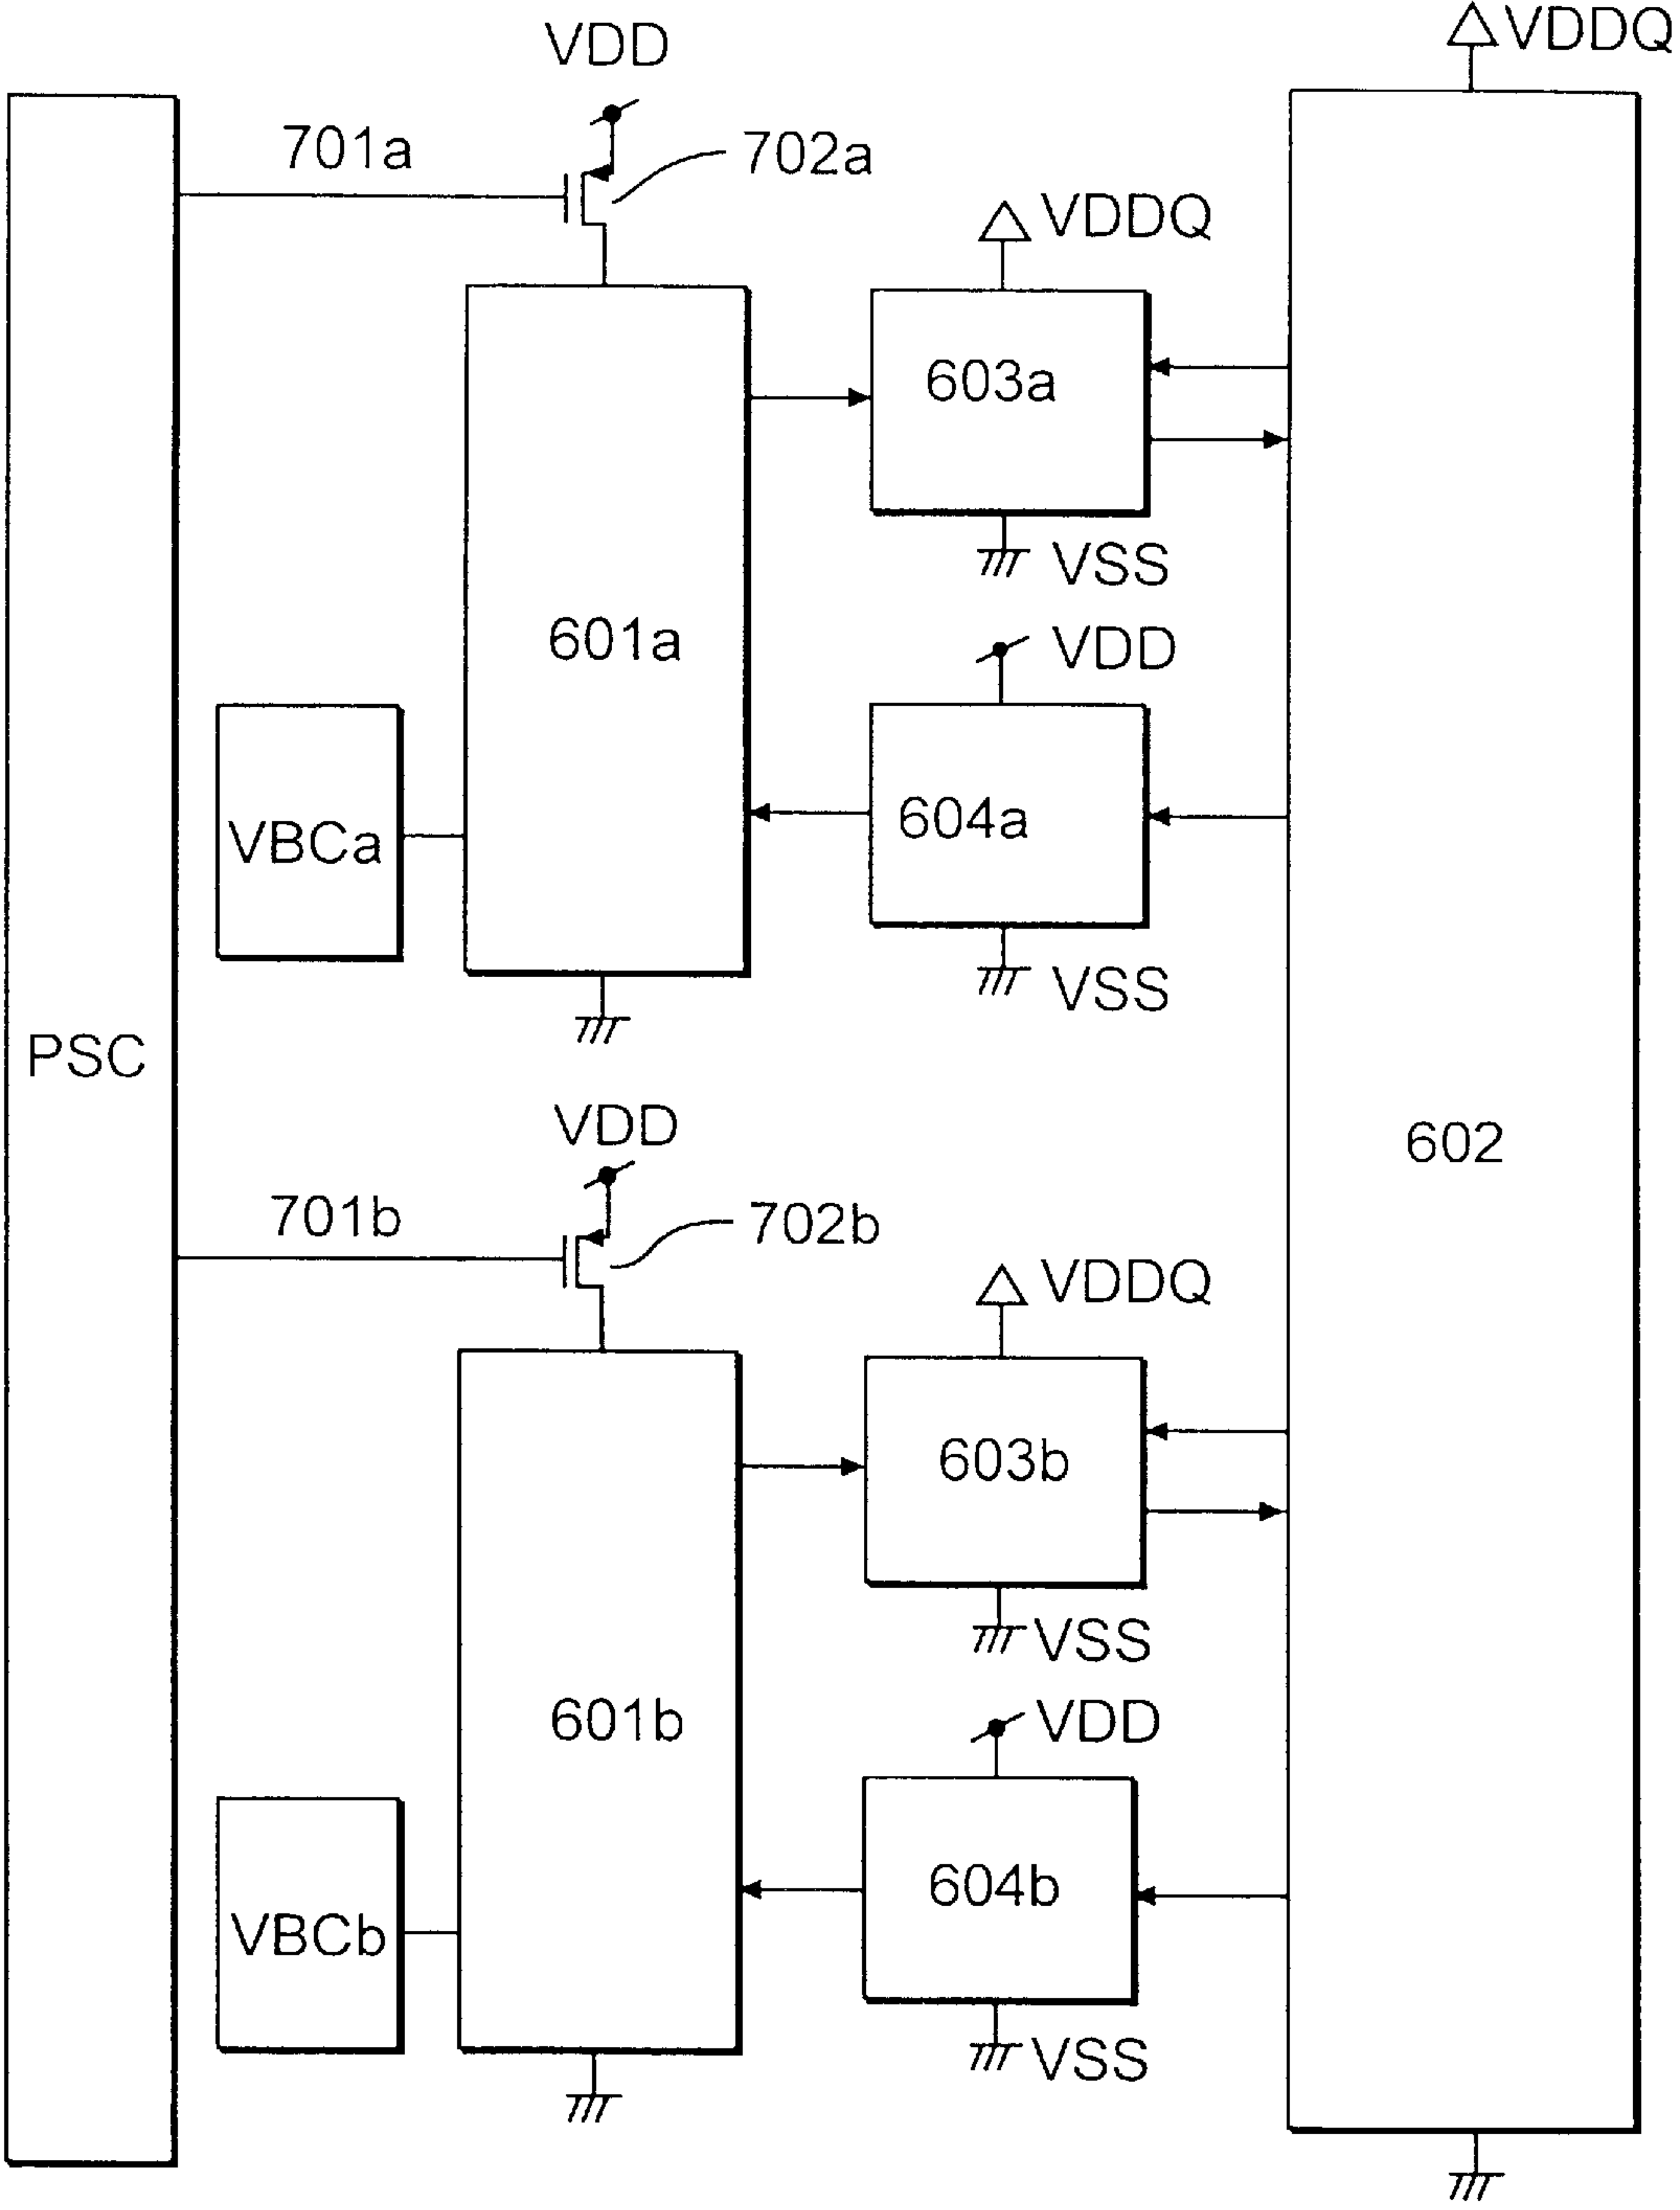 VDDQ
VDD
701a
702a
VDDQ
603a
VSS
601a
VDD
604a
VBCa
VSS
PSC
VDD
602
701b
702b
VDDQ
603b
VSS
601b
VDD
604b
VBCb
VSS